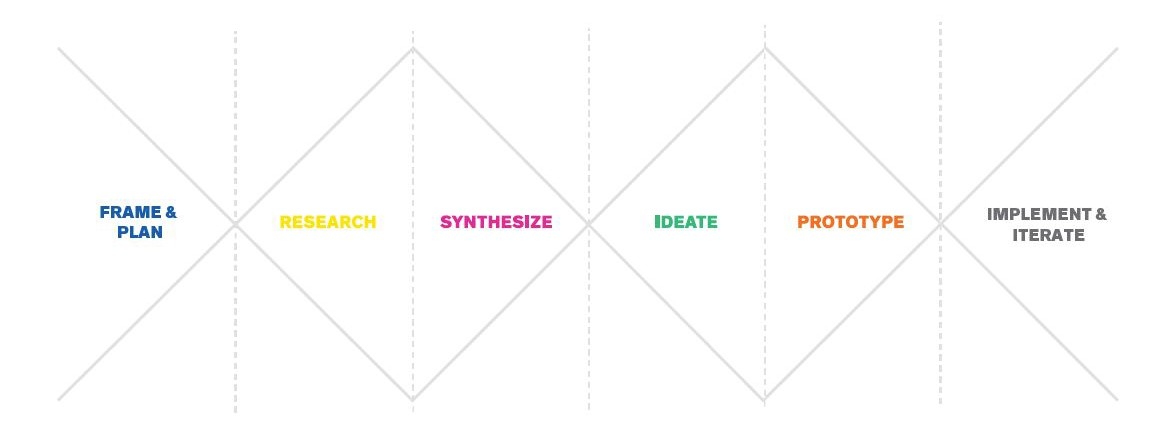 FRAME &
PLAN
RESEARCH
SYNTHESIZE
IDEATE
PROTOTYPE
IMPLEMENT &
ITERATE